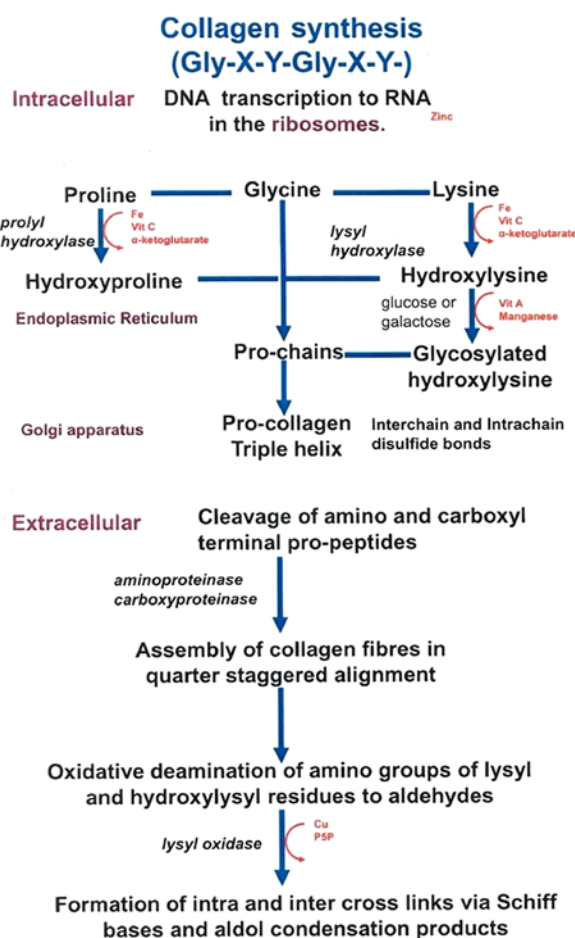 Collagen synthesis
(Gly-X-Y-Gly-X-Y-)
Intracellular DNA transcription to RNA
in the ribosomes. Zinc
Proline Glycine Lysine
prolyl
hydroxylase
Fe
Vit C
α-ketoglutarate
lysyl
hydroxylase
Fe
Vit C
α-ketoglutarate
Hydroxyproline Hydroxylysine
Endoplasmic Reticulum
glucose or
galactose
Vit A
Manganese
Pro-chains Glycosylated
hydroxylysine
Golgi apparatus
Pro-collagen
Triple helix
Interchain and Intrachain
disulfide bonds
Extracellular Cleavage of amino and carboxyl
terminal pro-peptides
aminoproteinase
carboxyproteinase
Assembly of collagen fibres in
quarter staggered alignment
Oxidative deamination of amino groups of lysyl
and hydroxylysyl residues to aldehydes
lysyl oxidase
Cu
P5P
Formation of intra and inter cross links via Schiff
bases and aldol condensation products